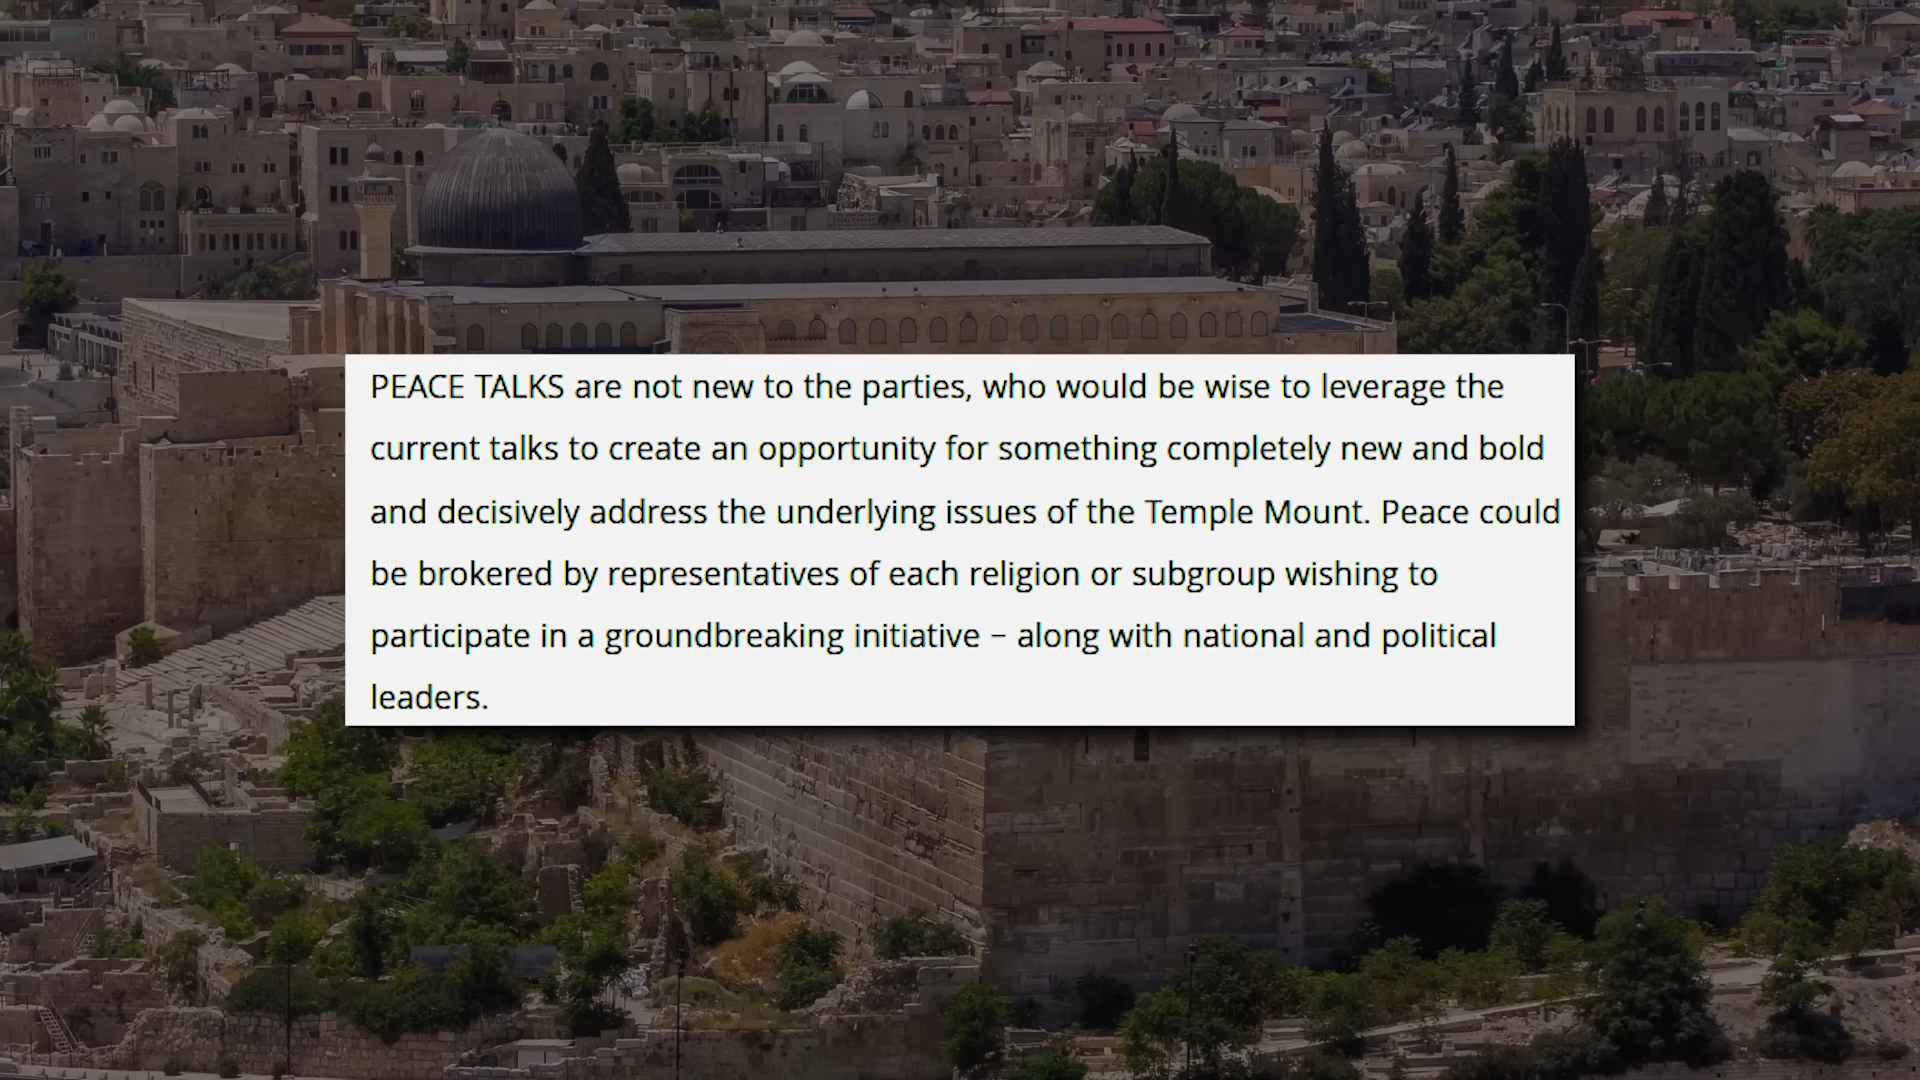 PEACE TALKS are not new to the parties, who would be wise to leverage the
current talks to create an opportunity for something completely new and bold
and decisively address the underlying issues of the Temple Mount. Peace could
be brokered by representatives of each religion or subgroup wishing to
participate in a groundbreaking initiative – along with national and political
leaders.